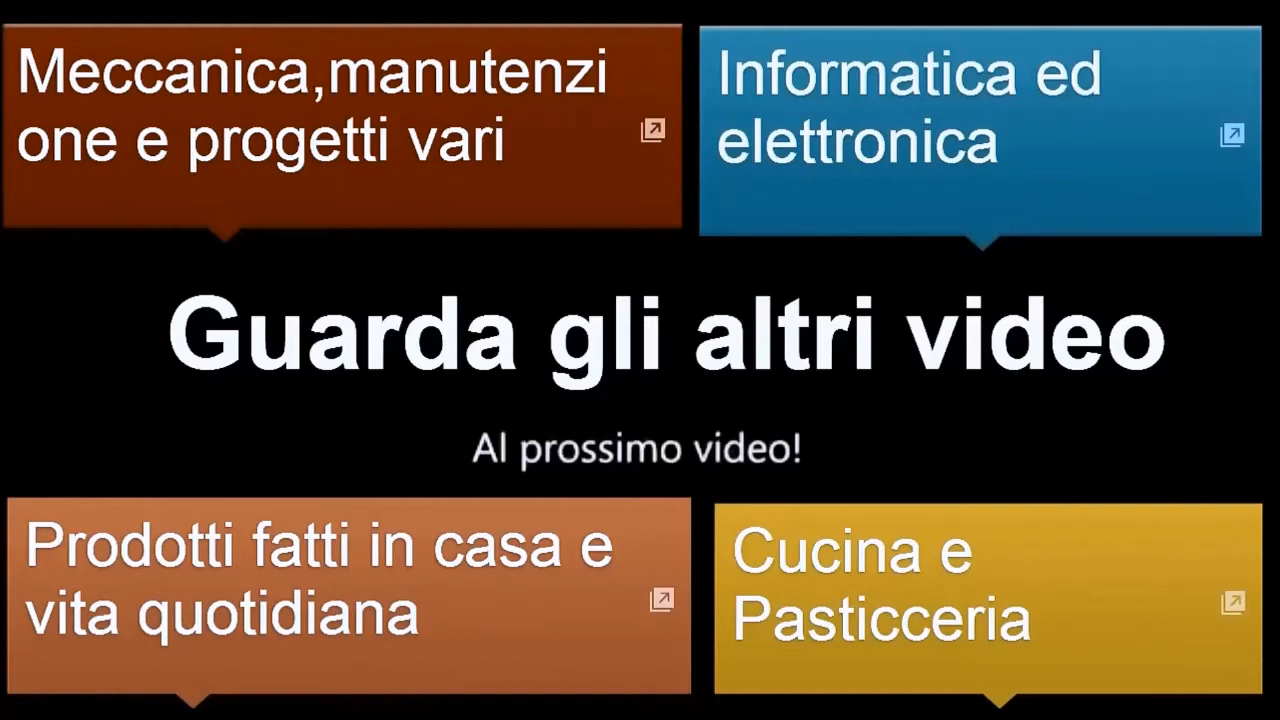 Meccanica,manutenzi
one e progetti vari
Informatica ed
elettronica
Guarda gli altri video
Al prossimo video!
Prodotti fatti in casa e
vita quotidiana
Cucina e
Pasticceria